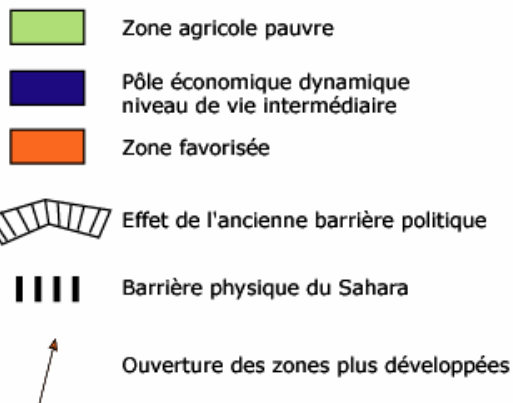 Zone agricole pauvre
Pôle économique dynamique
niveau de vie intermédiaire
Zone favorisée
Effet de l'ancienne barrière politique
Barrière physique du Sahara
Ouverture des zones plus développées